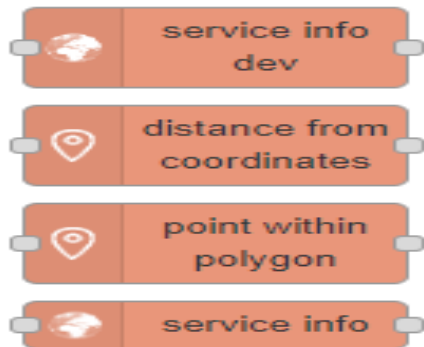 service info
dev
distance from
coordinates
point within
polygon
service info